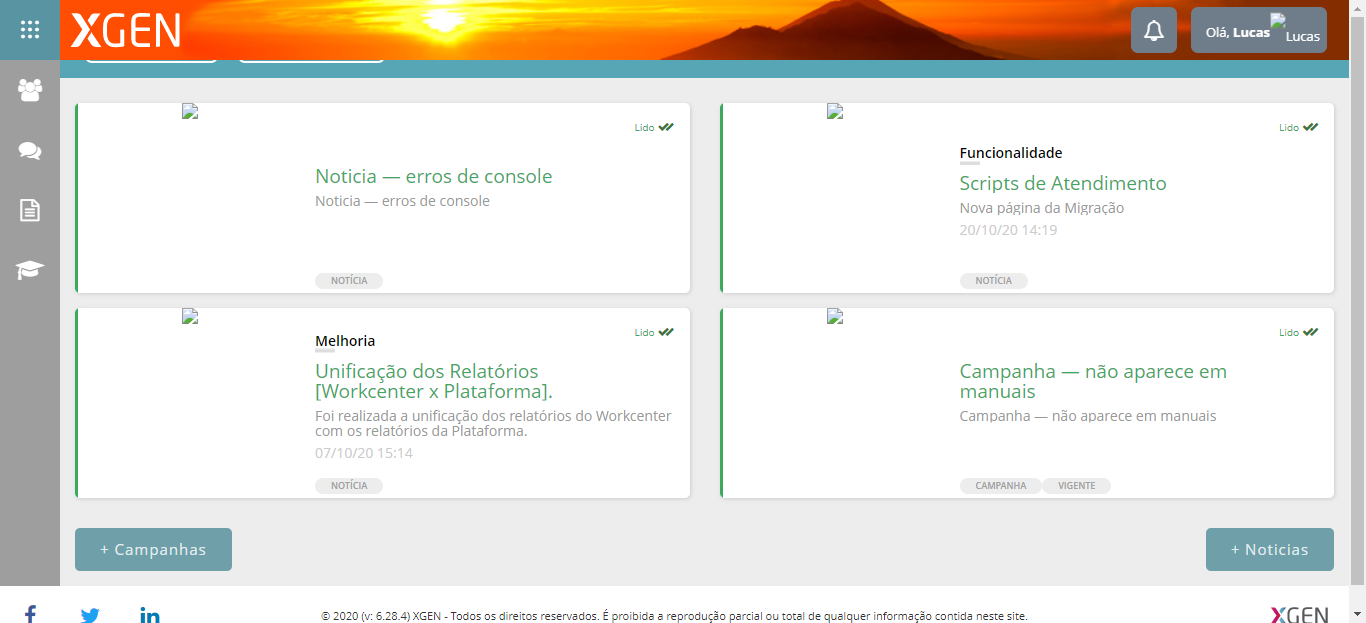 XGEN
Olá, Lucas Lucas
Lido
Noticia — erros de console
Noticia — erros de console
NOTÍCIA
Lido
Funcionalidade
Scripts de Atendimento
Nova página da Migração
20/10/20 14:19
NOTÍCIA
Lido
Melhoria
Unificação dos Relatórios
[Workcenter x Plataforma].
Foi realizada a unificação dos relatórios do Workcenter
com os relatórios da Plataforma.
07/10/20 15:14
NOTÍCIA
Lido
Campanha — não aparece em
manuais
Campanha — não aparece em manuais
CAMPANHA VIGENTE
+ Campanhas
+ Noticias
© 2020 (v: 6.28.4) XGEN - Todos os direitos reservados. É proibida a reprodução parcial ou total de qualquer informação contida neste site.
XGEN